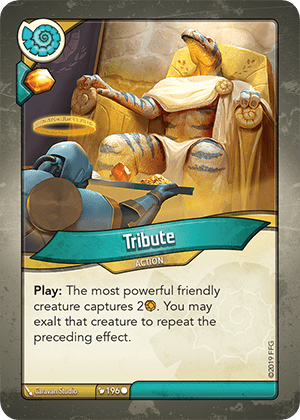 Tribute
ACTION
Play: The most powerful friendly
creature captures 2. You may
exalt that creature to repeat the
preceding effect.
©2019 FFG
Caravan Studio
196